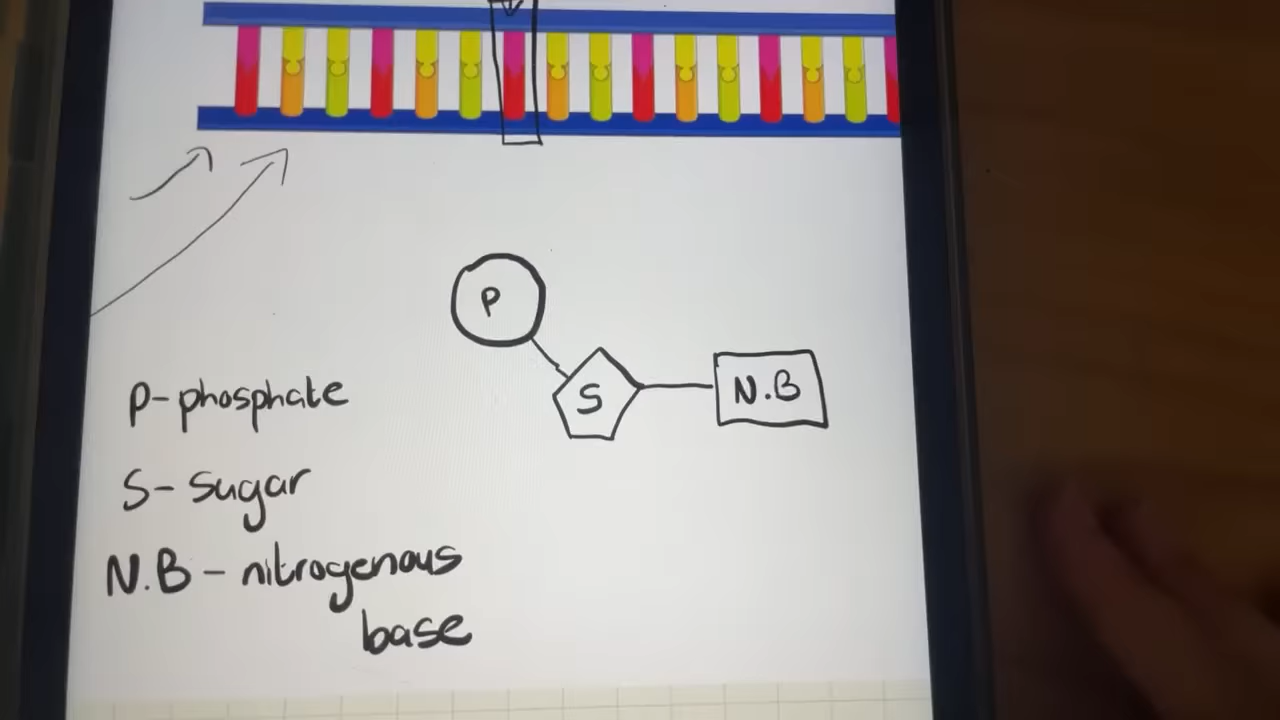 P
S
N.B
P-phosphate
S-sugar
N.B-nitrogenous
base